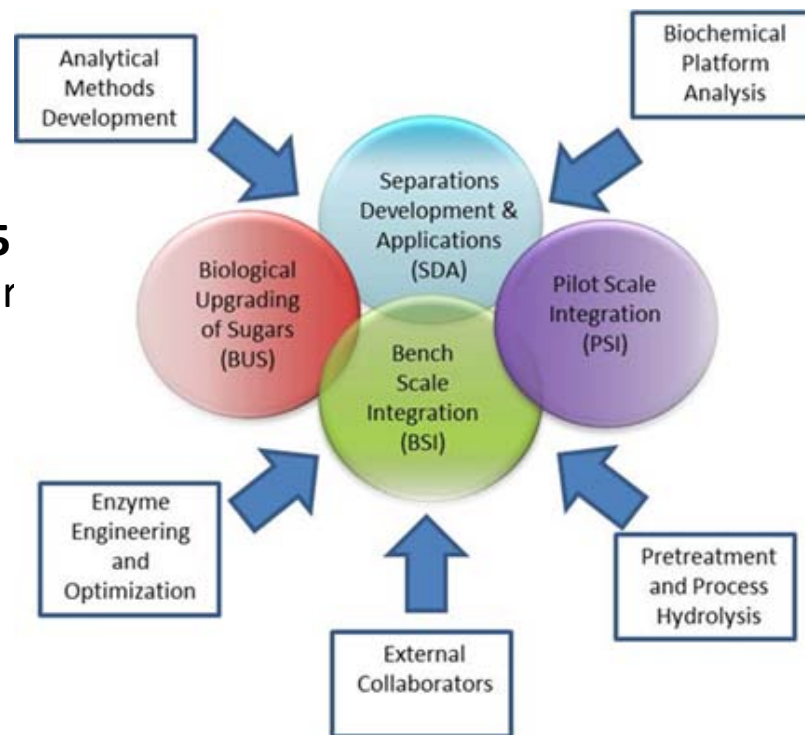 Analytical
Methods
Development
Biochemical
Platform
Analysis
Separations
Development &
Applications
(SDA)
5
r
Biological
Upgrading
of Sugars
(BUS)
Pilot Scale
Integration
(PSI)
Bench
Scale
Integration
(BSI)
Enzyme
Engineering
and
Optimization
Pretreatment
and Process
Hydrolysis
External
Collaborators